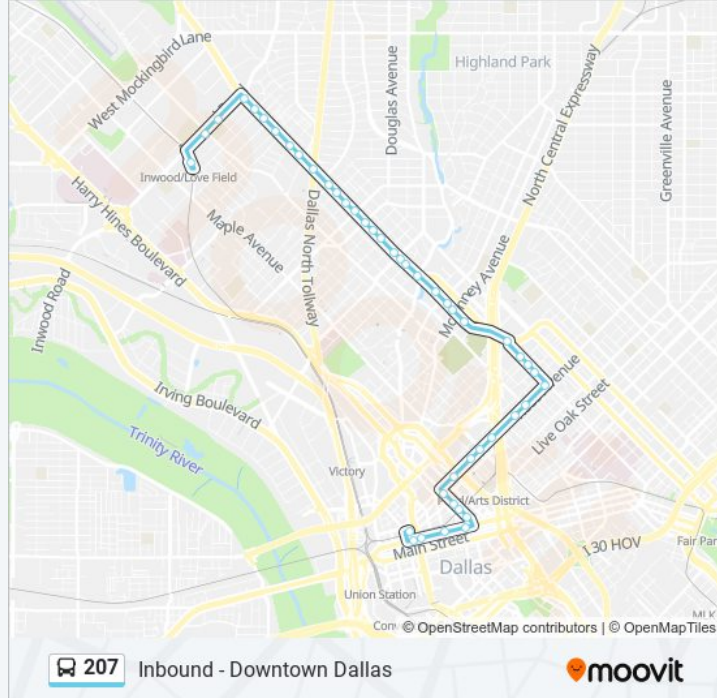 West Mockingbird Lane
Highland Park
Douglas Avenue
North Central Expressway
Greenville Avenue
Inwood/Love Field
Harry Hines Boulevard
Maple Avenue
Dallas North Tollway
Inwood Road
Avenue
Irving Boulevard
Live Oak Street
Trinity River
Victory
/Arts District
Main Street
I 30 HOV
Fair Par
Dallas
Union Station
© OpenStreetMap contributors | © OpenMapTiles
207 Inbound - Downtown Dallas
moovit